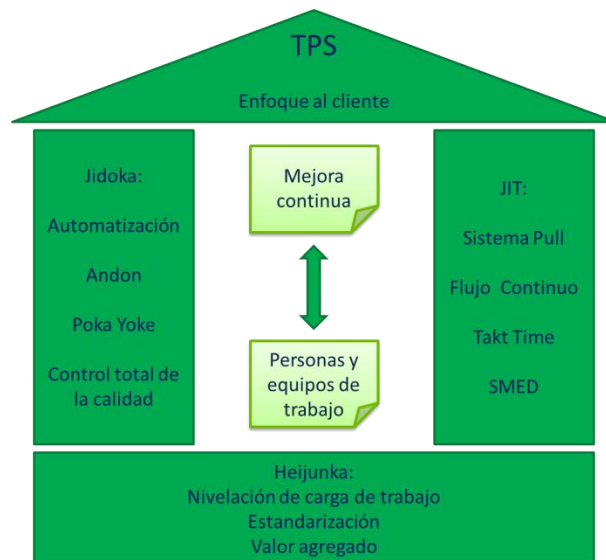 TPS
Enfoque al cliente
Jidoka:
Automatización
Andon
Poka Yoke
Control total de
la calidad
Mejora
continua
Personas y
equipos de
trabajo
JIT:
Sistema Pull
Flujo Continuo
Takt Time
SMED
Heijunka:
Nivelación de carga de trabajo
Estandarización
Valor agregado